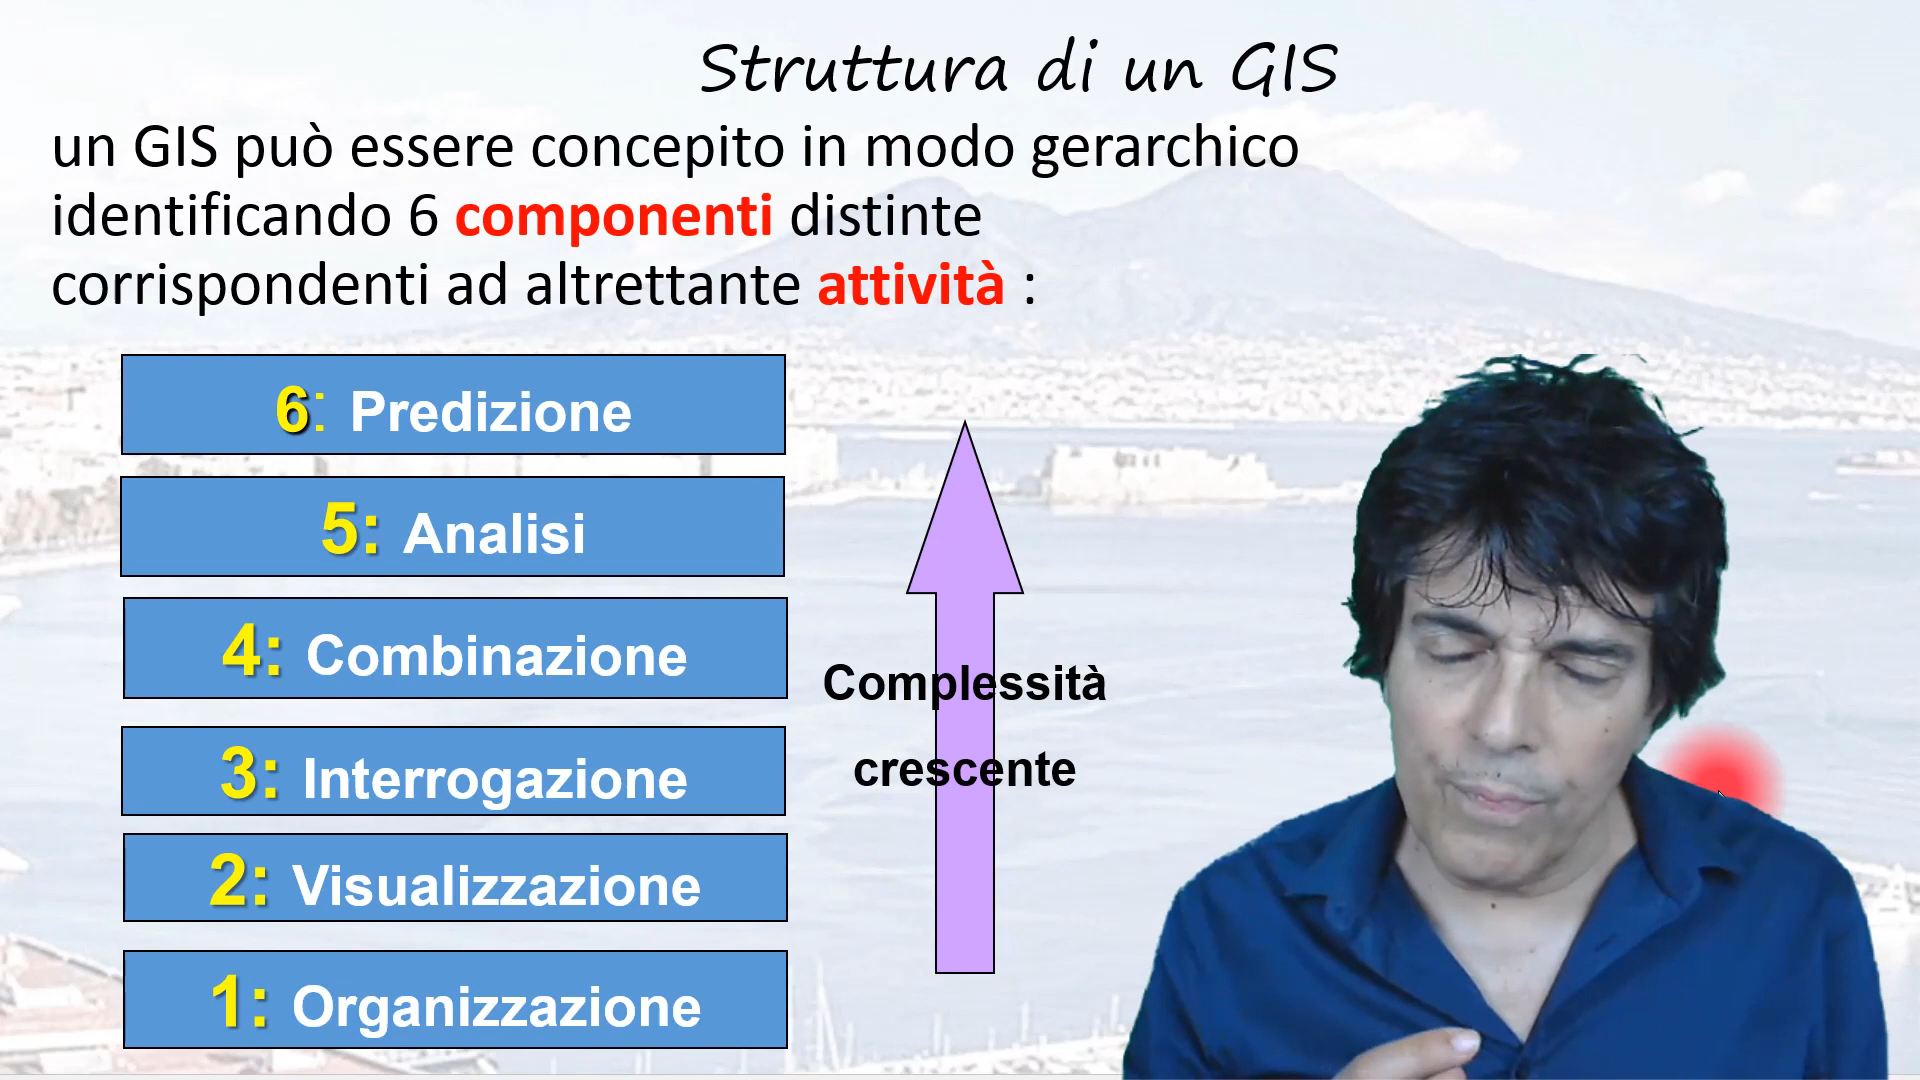 Struttura di un GIS
un GIS può essere concepito in modo gerarchico
identificando 6 componenti distinte
corrispondenti ad altrettante attività :
6: Predizione
5: Analisi
4: Combinazione
3: Interrogazione
2: Visualizzazione
1: Organizzazione
Complessità
crescente